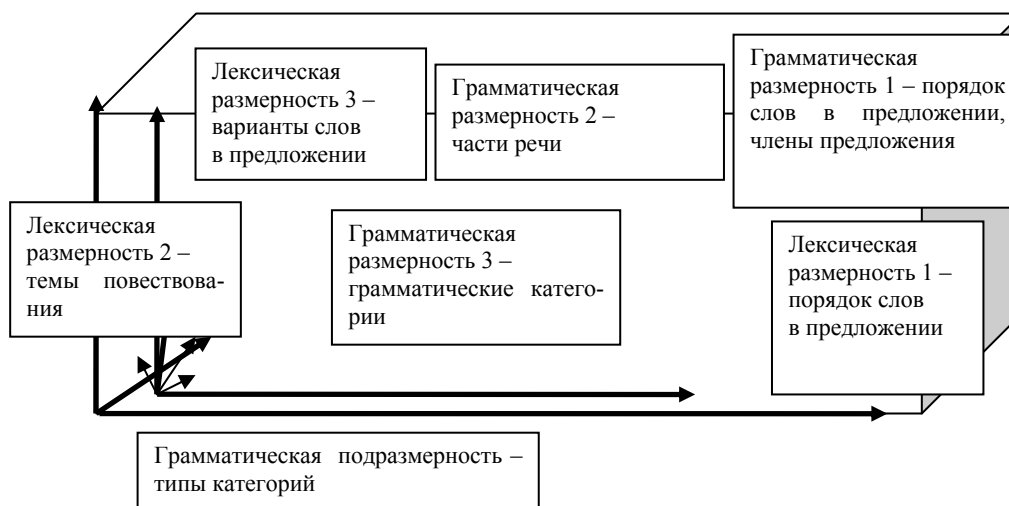 Лексическая
размерность 3 –
варианты слов
в предложении
Грамматическая
размерность 2 –
части речи
Грамматическая
размерность 1 – порядок
слов в предложении,
члены предложения
Лексическая
размерность 2 –
темы повествова-
ния
Грамматическая
размерность 3 –
грамматические катего-
рии
Лексическая
размерность 1 –
порядок слов
в предложении
Грамматическая подразмерность –
типы категорий